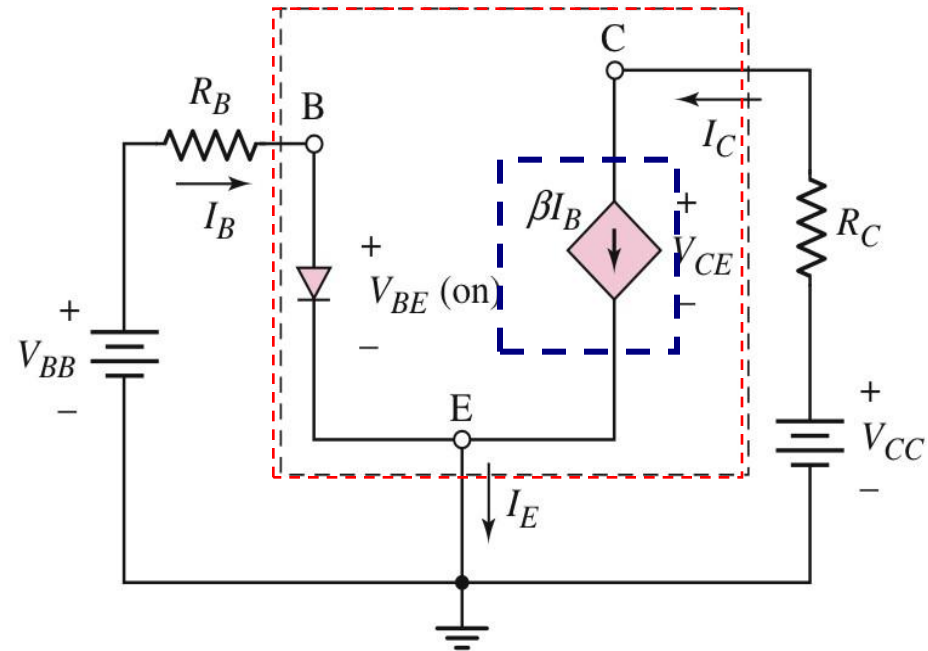 C
R_B
B
I_C
I_B
βI_B
+
V_CE
–
R_C
+
V_BE (on)
–
+
V_BB
–
E
I_E
+
V_CC
–